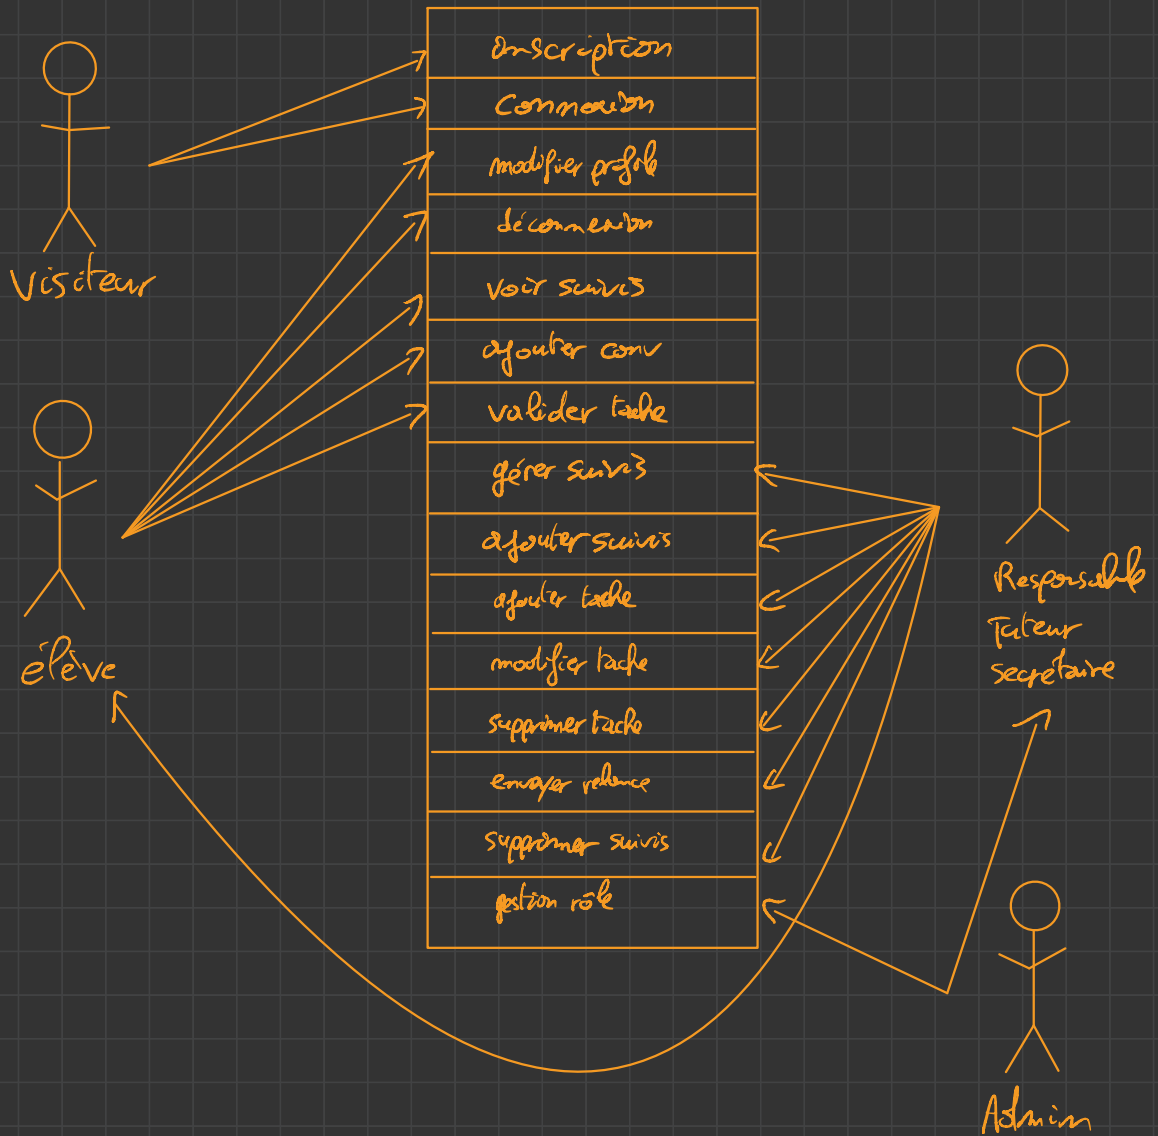 Inscription
Connexion
modifier profile
déconnexion
voir suivis
ajouter conv
valider tache
gérer suivis
ajouter suivis
ajouter tache
modifier tache
supprimer tache
envoyer relance
supprimer suivis
gestion rôle
Visiteur
élève
Responsable
Tuteur
secrétaire
Admin